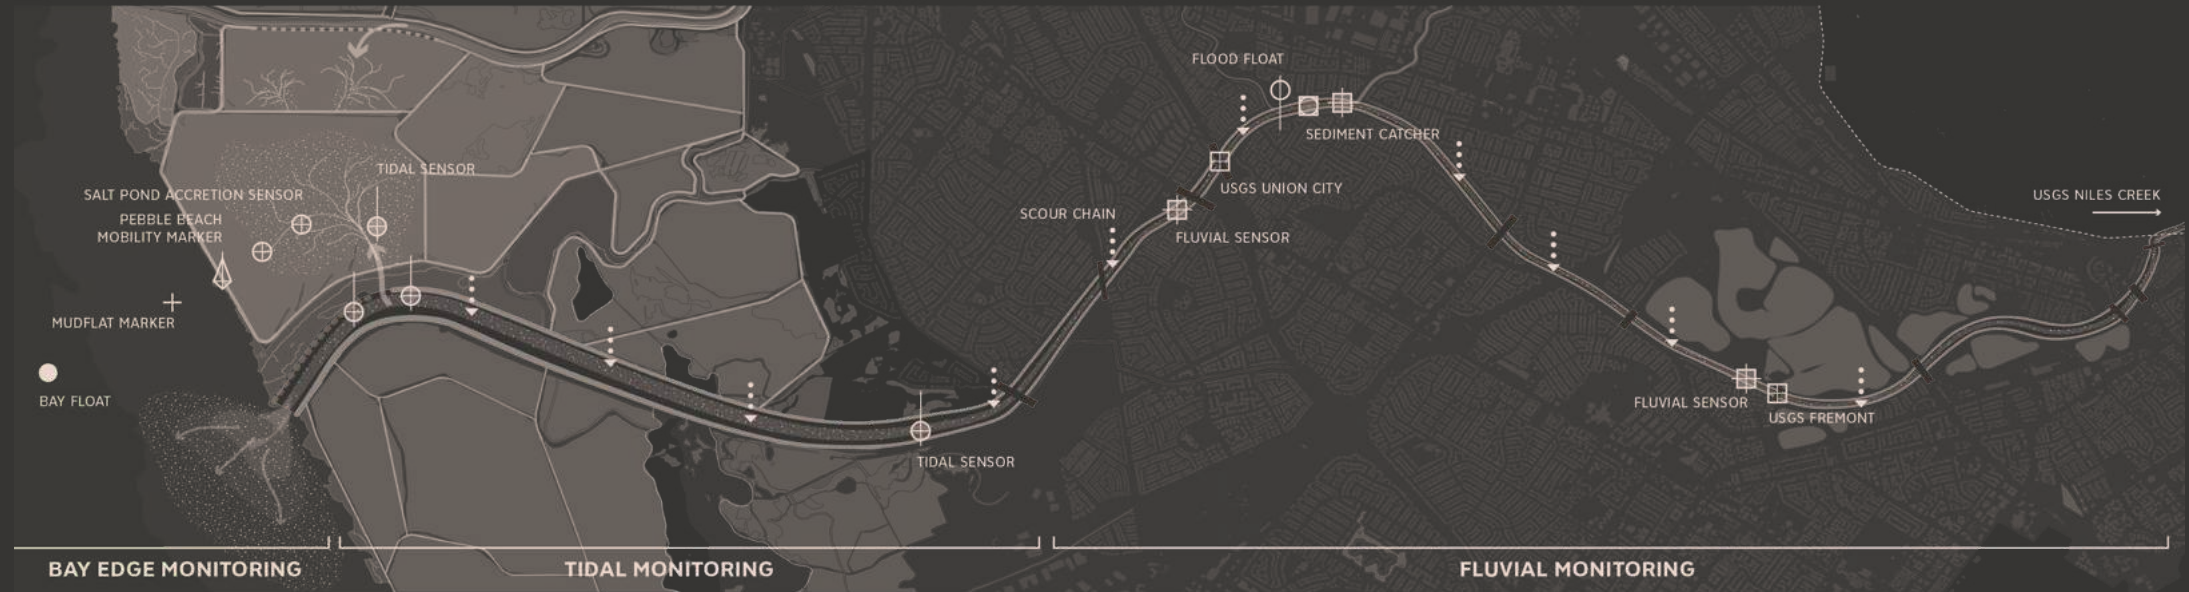 FLOOD FLOAT
SEDIMENT CATCHER
TIDAL SENSOR
SALT POND ACCRETION SENSOR
USGS UNION CITY
USGS NILES CREEK
PEBBLE BEACH
MOBILITY MARKER
SCOUR CHAIN
FLUVIAL SENSOR
MUDFLAT MARKER
BAY FLOAT
FLUVIAL SENSOR
USGS FREMONT
TIDAL SENSOR
BAY EDGE MONITORING
TIDAL MONITORING
FLUVIAL MONITORING